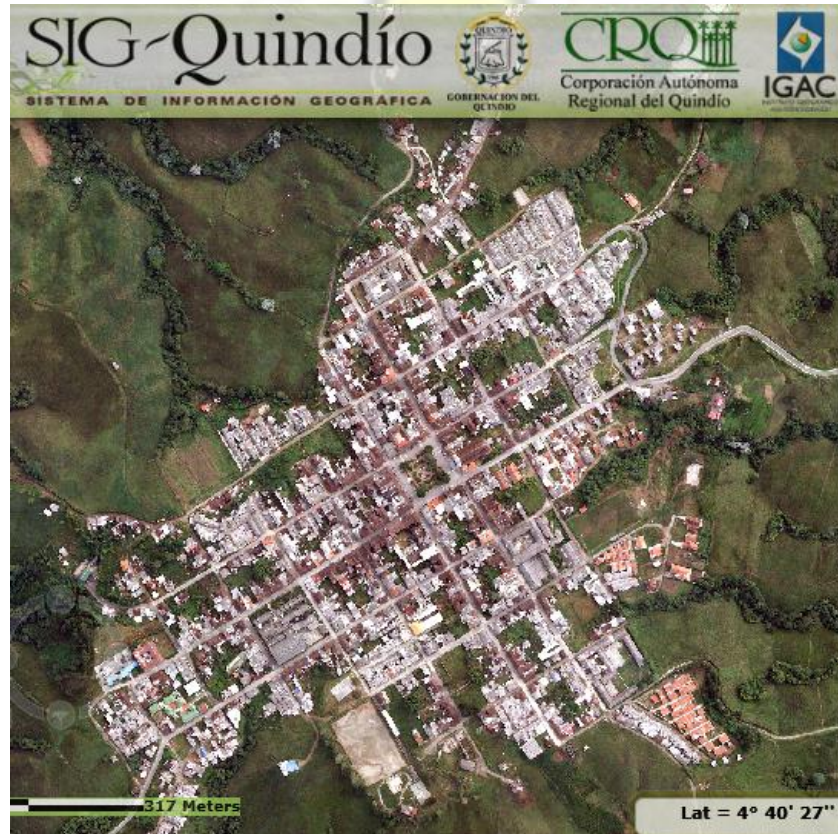 SIG-Quindío
SISTEMA DE INFORMACIÓN GEOGRÁFICA
QUINDIO
GOBERNACION DEL
QUINDIO
CRQ
Corporación Autónoma
Regional del Quindío
IGAC
317 Meters
Lat = 4° 40' 27"